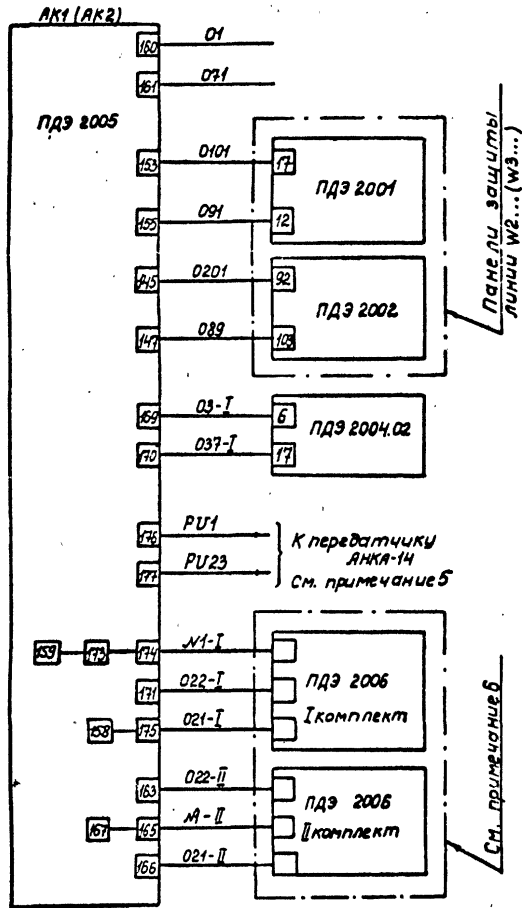 АК1 (АК2)
160 01
161 071
ПДЭ 2005
153 0101 17
ПДЭ 2001
155 091 12
145 0201 92
ПДЭ 2002
147 089 103
Панели защиты
линии W2... (W3...)
169 03-I 6
ПДЭ 2004.02
170 037-I 17
176 PU1
К передатчику
АНКА-14
177 PU23
См. примечание 5
159 173 174 N1-I
171 022-I
ПДЭ 2006
I комплект
158 175 021-I
163 022-II
ПДЭ 2006
II комплект
165 N-II
166 021-II
См. примечание 6